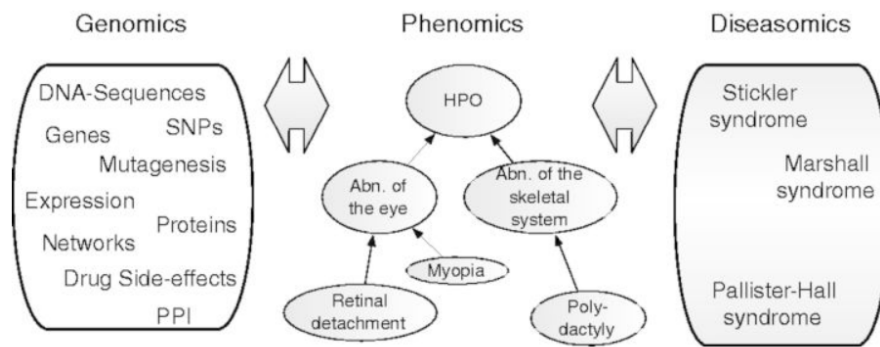 Genomics
DNA-Sequences
Genes
SNPs
Mutagenesis
Expression
Proteins
Networks
Drug Side-effects
PPI
Phenomics
HPO
Abn. of
the eye
Abn. of the
skeletal
system
Myopia
Retinal
detachment
Poly-
dactyly
Diseasomics
Stickler
syndrome
Marshall
syndrome
Pallister-Hall
syndrome